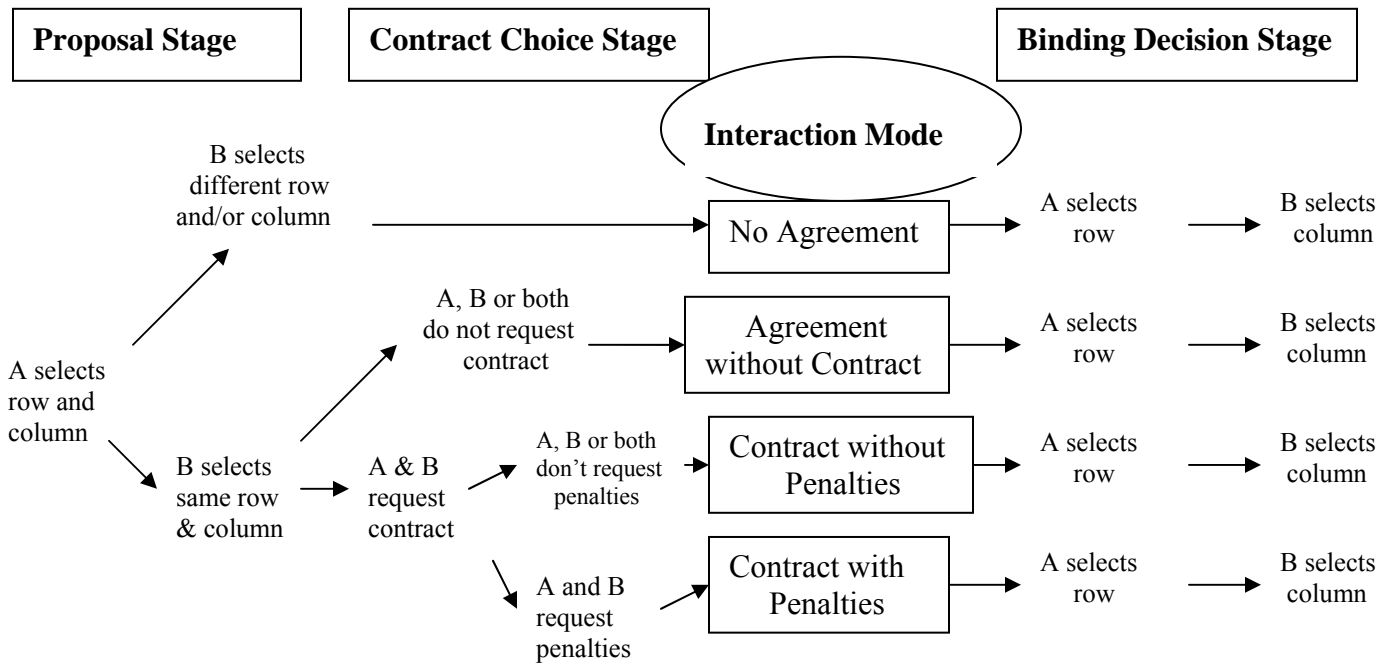 Proposal Stage
Contract Choice Stage
Binding Decision Stage
Interaction Mode
B selects
different row
and/or column
No Agreement
A selects
row
B selects
column
A, B or both
do not request
contract
Agreement
without Contract
A selects
row
B selects
column
A selects
row and
column
B selects
same row
& column
A & B
request
contract
A, B or both
don't request
penalties
Contract without
Penalties
A selects
row
B selects
column
A and B
request
penalties
Contract with
Penalties
A selects
row
B selects
column